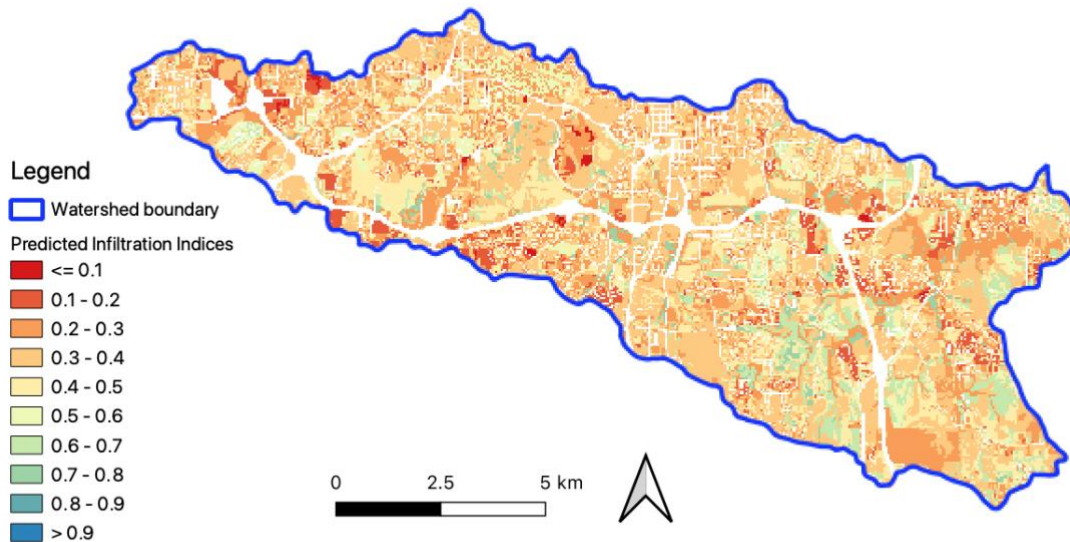 Legend
Watershed boundary
Predicted Infiltration Indices
<= 0.1
0.1 - 0.2
0.2 - 0.3
0.3 - 0.4
0.4 - 0.5
0.5 - 0.6
0.6 - 0.7
0.7 - 0.8
0.8 - 0.9
> 0.9
0 2.5 5 km